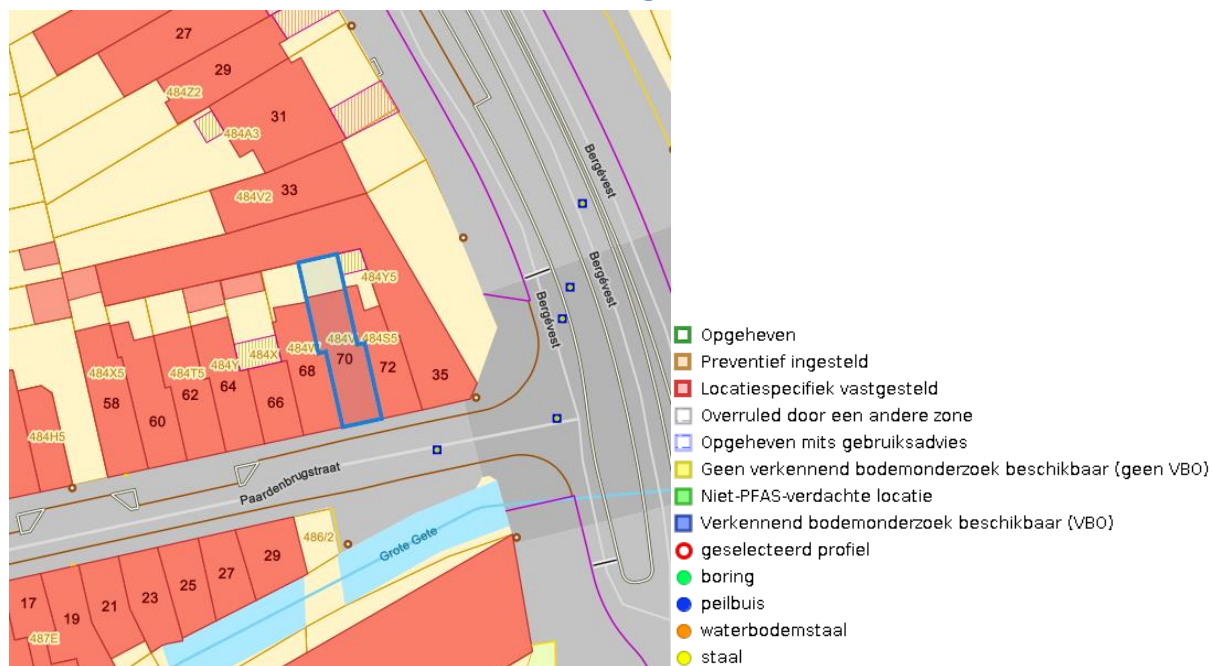 27
29
484Z2
31
484A3
33
484V2
Bergévest
Bergévest
Bergévest
484Y5
484X5
484T5
484Y
484X
484W
484V
484S5
58
60
62
64
66
68
70
72
35
484H5
Paardenbrugstraat
486/2
Grote Gete
17
19
21
23
25
27
29
487E
Opgeheven
Preventief ingesteld
Locatiespecifiek vastgesteld
Overruled door een andere zone
Opgeheven mits gebruiksadvies
Geen verkennend bodemonderzoek beschikbaar (geen VBO)
Niet-PFAS-verdachte locatie
Verkennend bodemonderzoek beschikbaar (VBO)
geselecteerd profiel
boring
peilbuis
waterbodemstaal
staal